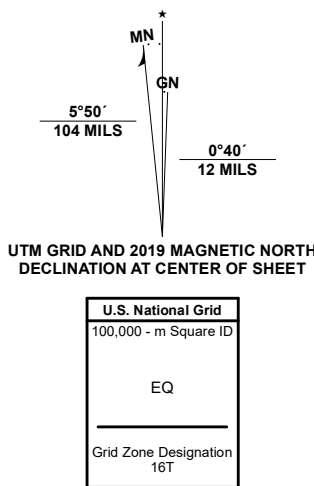 ★
MN
GN
5°50´
104 MILS
0°40´
12 MILS
UTM GRID AND 2019 MAGNETIC NORTH
DECLINATION AT CENTER OF SHEET
U.S. National Grid
100,000 - m Square ID
EQ
Grid Zone Designation
16T